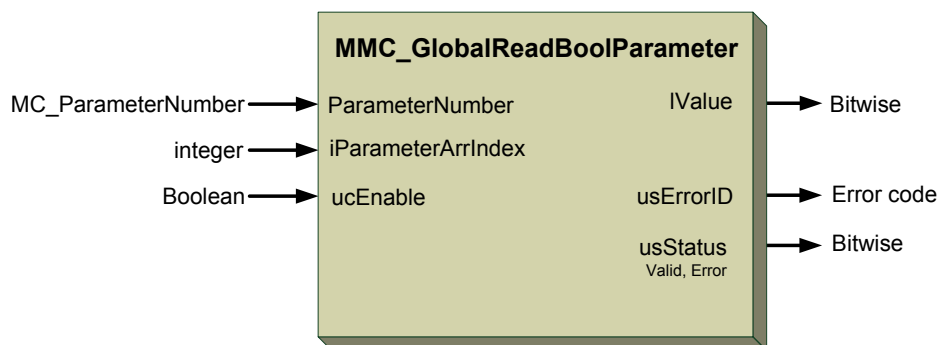 MMC_GlobalReadBoolParameter
MC_ParameterNumber ParameterNumber lValue Bitwise
integer iParameterArrIndex
Boolean ucEnable usErrorID Error code
usStatus Bitwise
Valid, Error